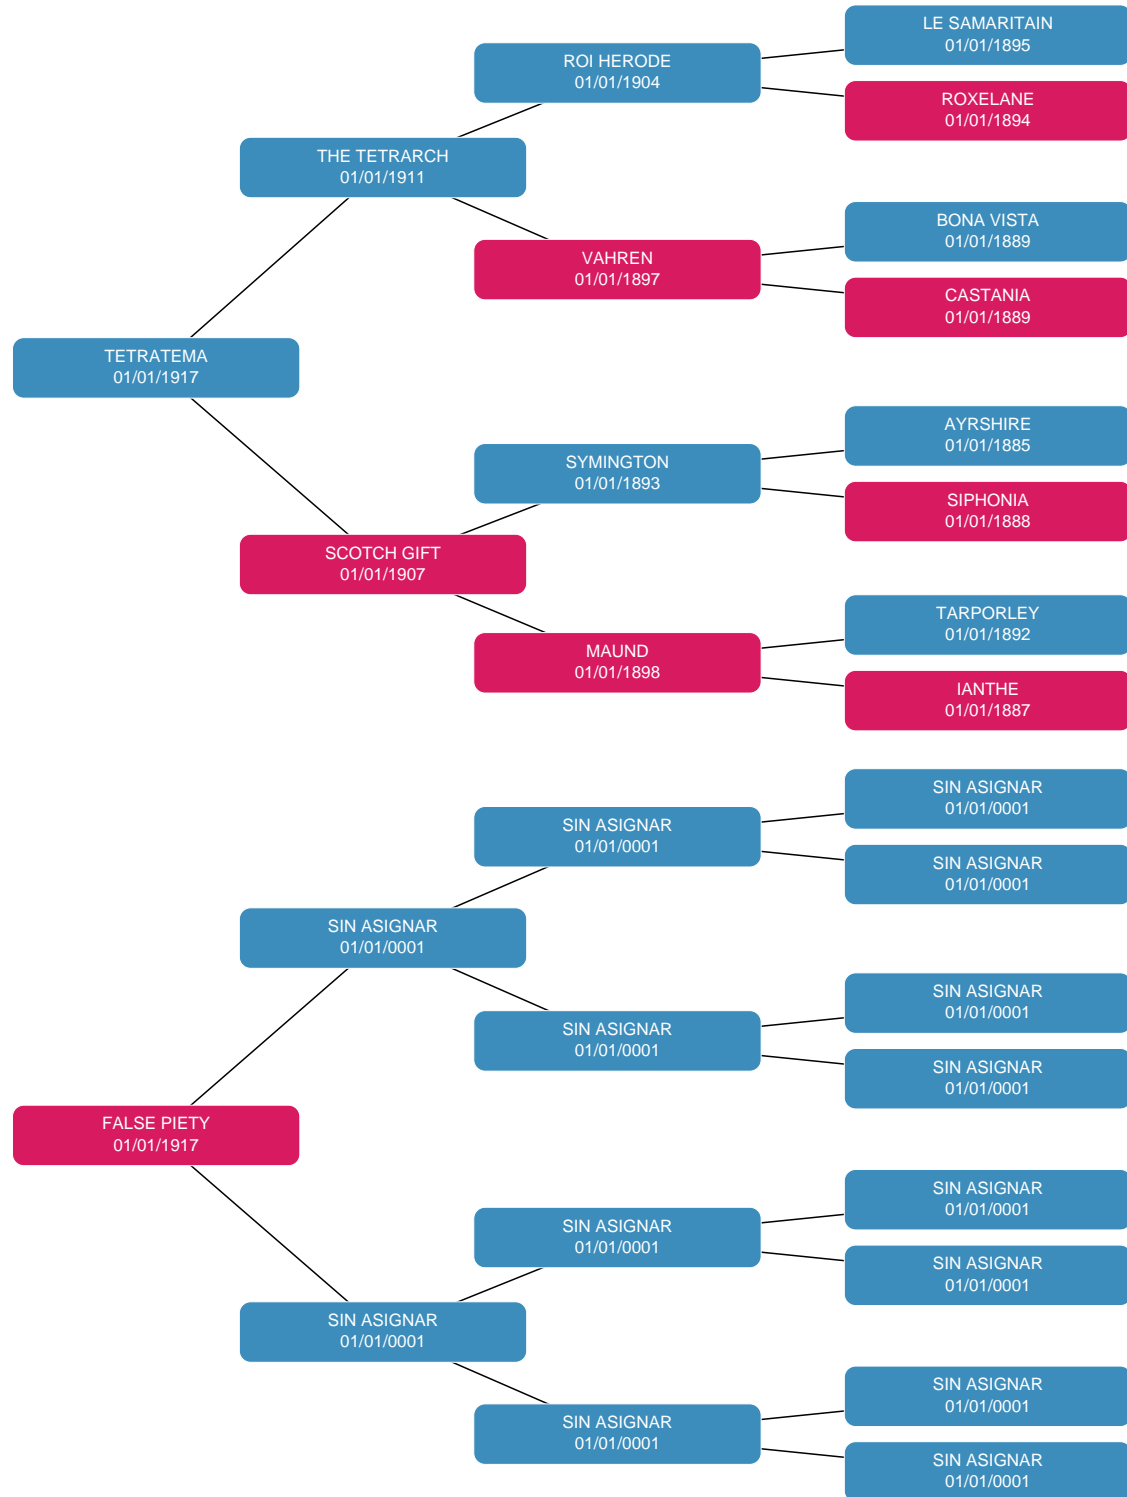 LE SAMARITAIN
01/01/1895
ROI HERODE
01/01/1904
ROXELANE
01/01/1894
THE TETRARCH
01/01/1911
BONA VISTA
01/01/1889
VAHREN
01/01/1897
CASTANIA
01/01/1889
TETRATEMA
01/01/1917
AYRSHIRE
01/01/1885
SYMINGTON
01/01/1893
SIPHONIA
01/01/1888
SCOTCH GIFT
01/01/1907
TARPORLEY
01/01/1892
MAUND
01/01/1898
IANTHE
01/01/1887
SIN ASIGNAR
01/01/0001
SIN ASIGNAR
01/01/0001
SIN ASIGNAR
01/01/0001
SIN ASIGNAR
01/01/0001
SIN ASIGNAR
01/01/0001
SIN ASIGNAR
01/01/0001
SIN ASIGNAR
01/01/0001
FALSE PIETY
01/01/1917
SIN ASIGNAR
01/01/0001
SIN ASIGNAR
01/01/0001
SIN ASIGNAR
01/01/0001
SIN ASIGNAR
01/01/0001
SIN ASIGNAR
01/01/0001
SIN ASIGNAR
01/01/0001
SIN ASIGNAR
01/01/0001